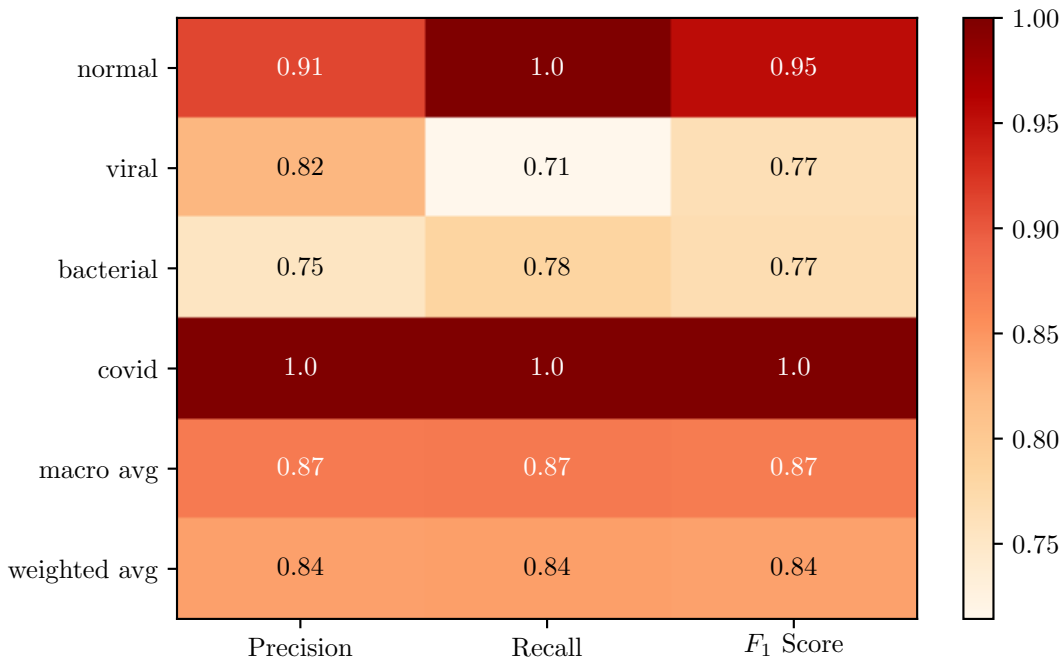 normal 0.91 1.0 0.95
viral 0.82 0.71 0.77
bacterial 0.75 0.78 0.77
covid 1.0 1.0 1.0
macro avg 0.87 0.87 0.87
weighted avg 0.84 0.84 0.84
Precision Recall F₁ Score
1.00
0.95
0.90
0.85
0.80
0.75